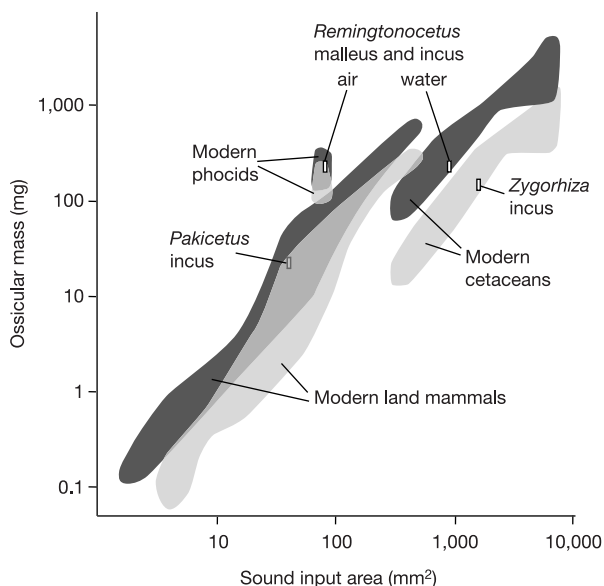 Remingtonocetus
malleus and incus
air water
1,000
Modern
phocids
Zygorhiza
incus
100
Pakicetus
incus
Modern
cetaceans
Ossicular mass (mg)
10
1
Modern land mammals
0.1
10 100 1,000 10,000
Sound input area (mm²)